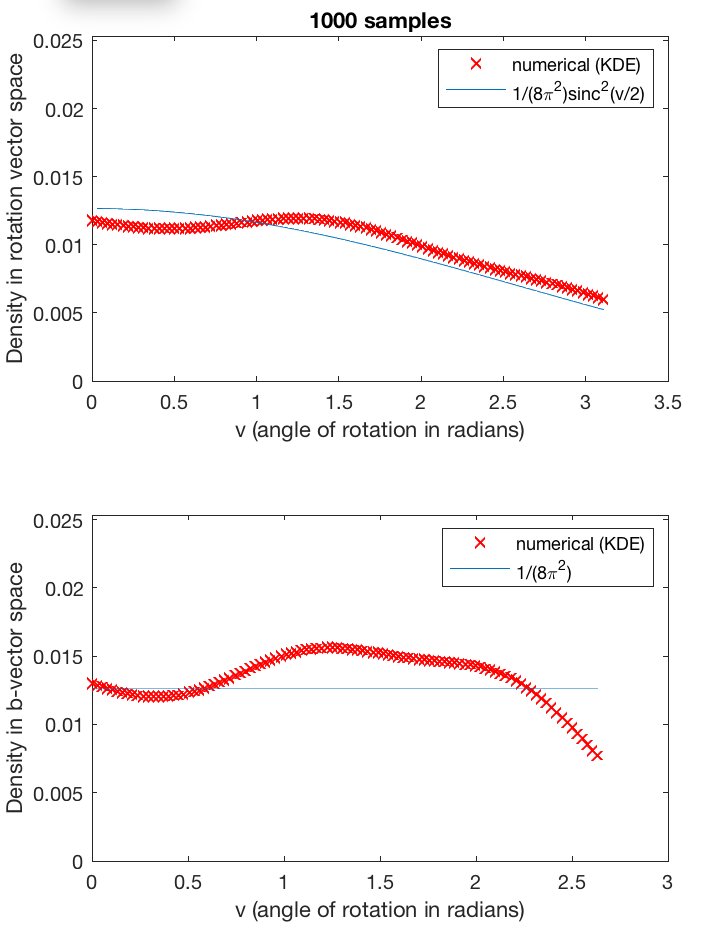 1000 samples
Density in rotation vector space
0.025
0.02
0.015
0.01
0.005
0
numerical (KDE)
1/(8π²)sinc²(v/2)
0 0.5 1 1.5 2 2.5 3 3.5
v (angle of rotation in radians)
Density in b-vector space
0.025
0.02
0.015
0.01
0.005
0
numerical (KDE)
1/(8π²)
0 0.5 1 1.5 2 2.5 3
v (angle of rotation in radians)